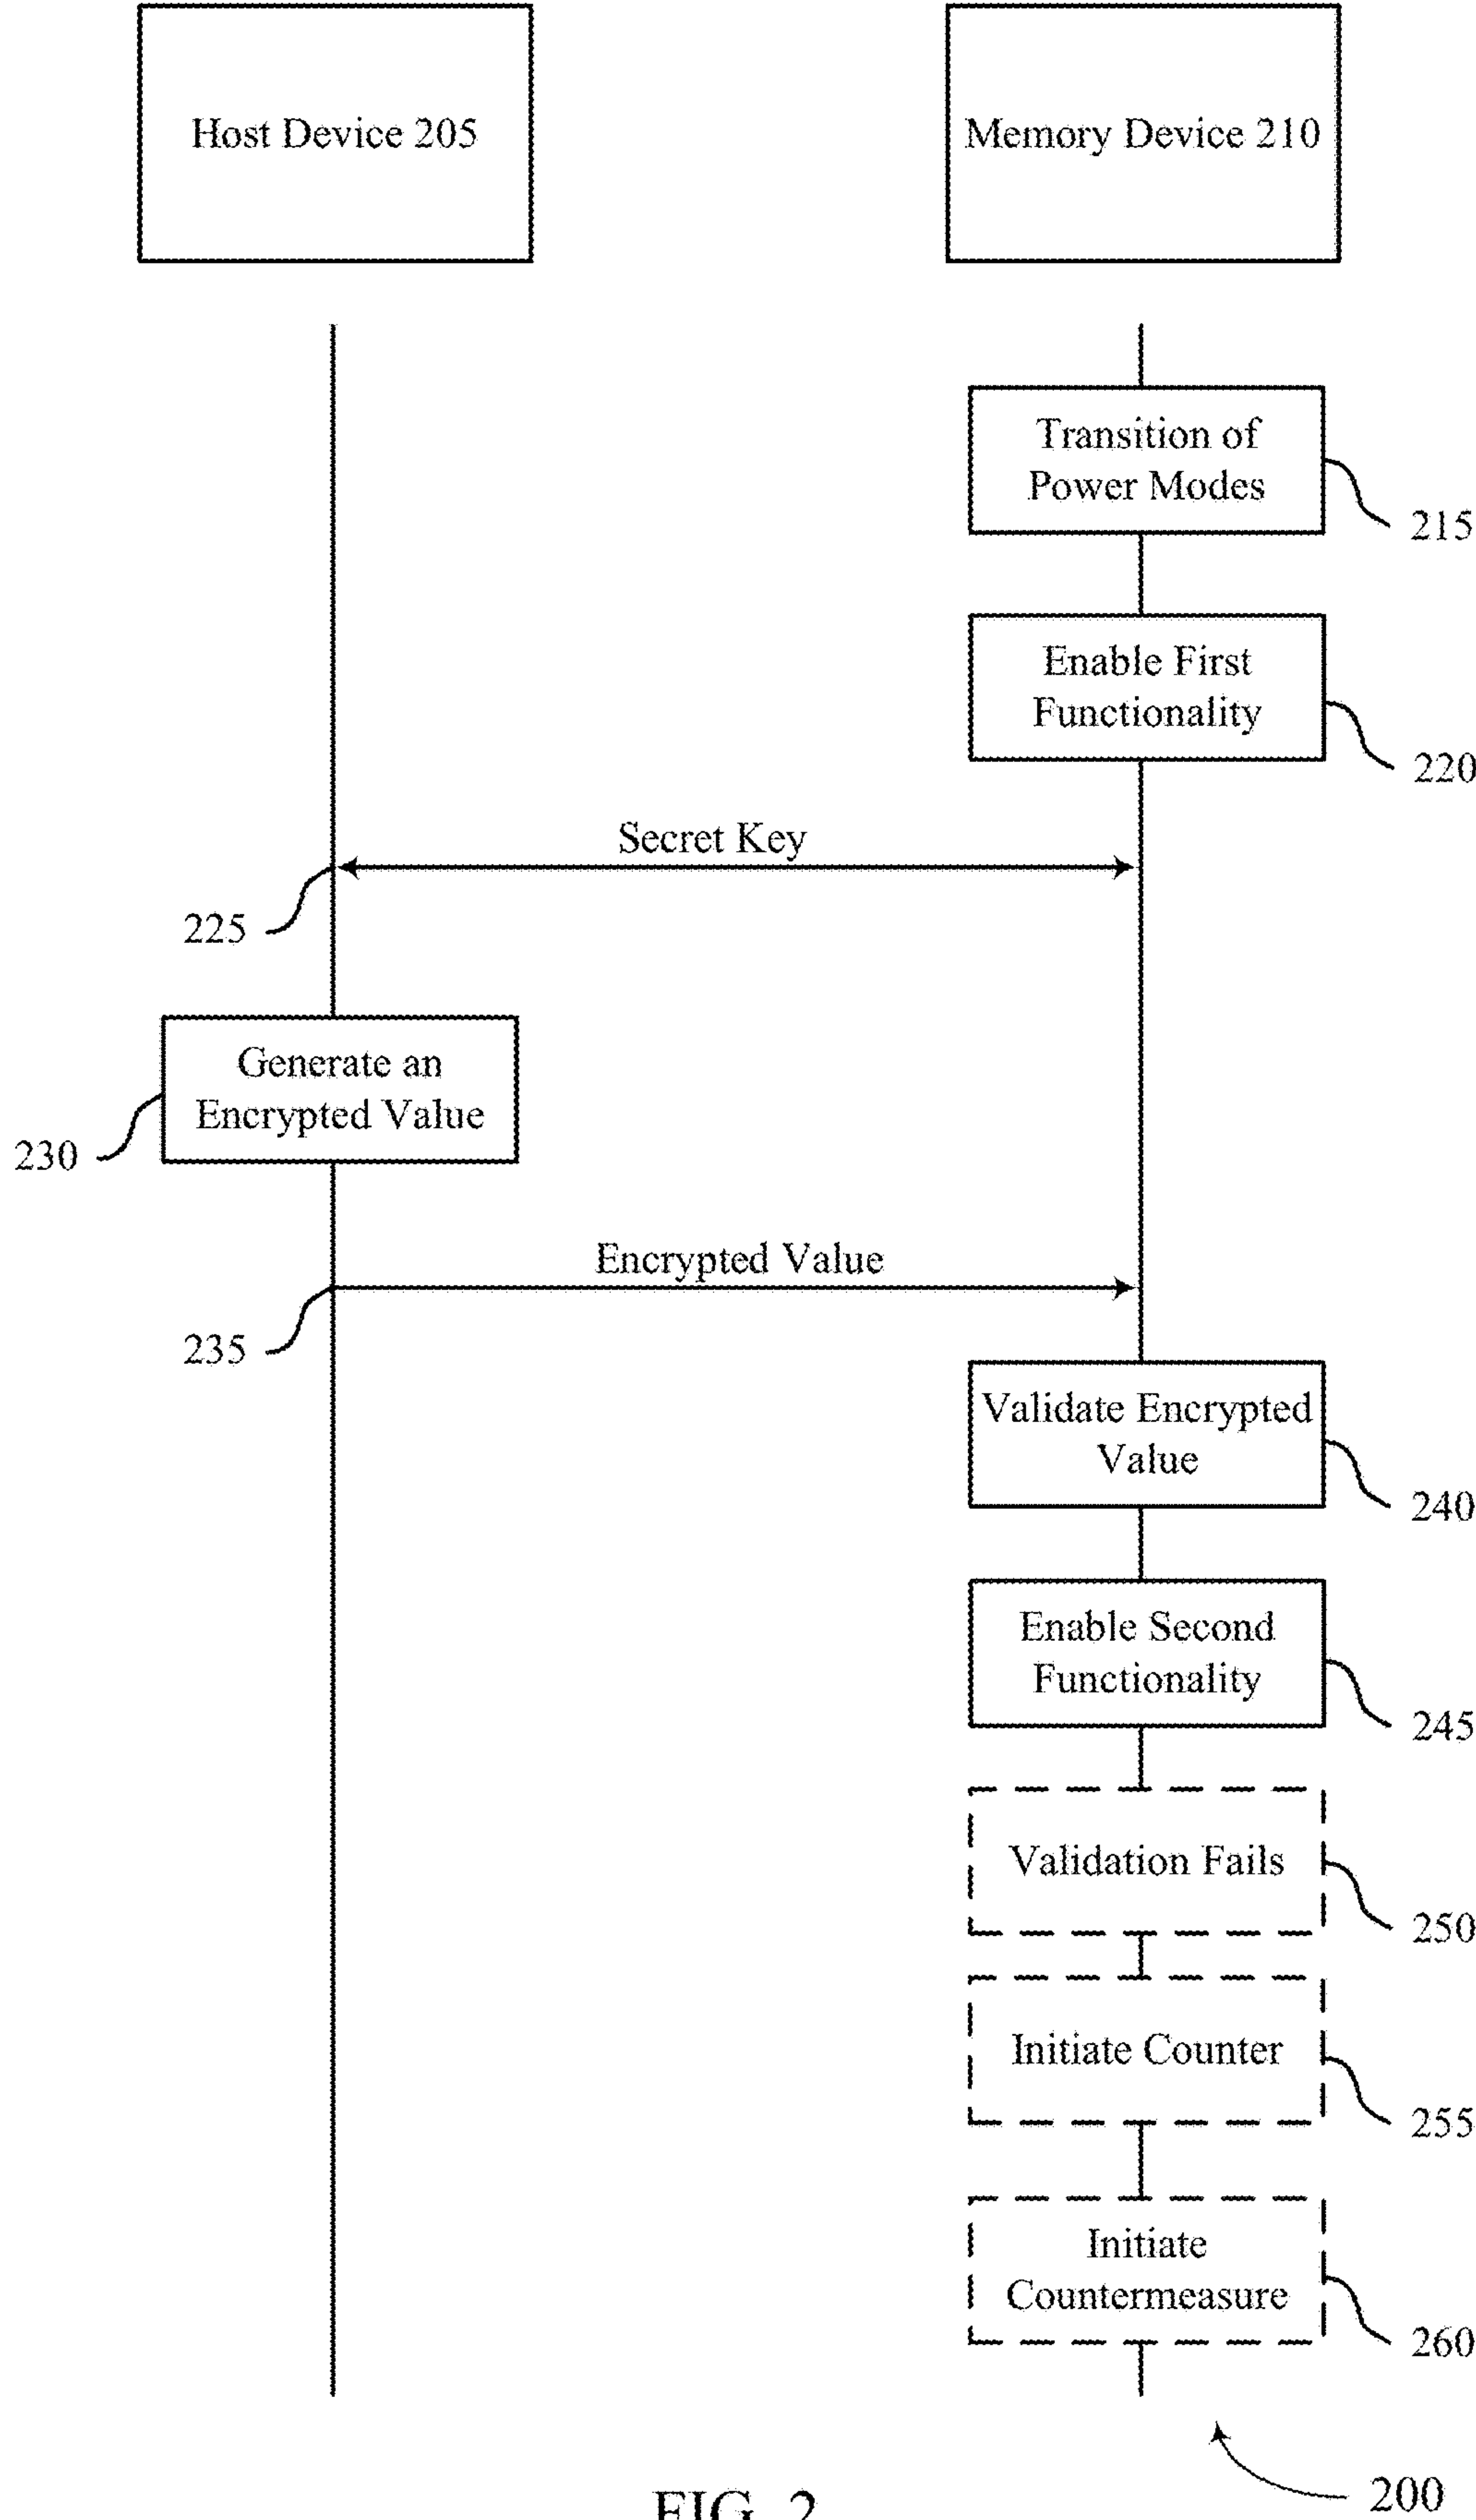 Host Device 205
Memory Device 210
Transition of
Power Modes
215
Enable First
Functionality
220
Secret Key
225
Generate an
Encrypted Value
230
Encrypted Value
235
Validate Encrypted
Value
240
Enable Second
Functionality
245
Validation Fails
250
Initiate Counter
255
Initiate
Countermeasure
260
200
FIG. 2